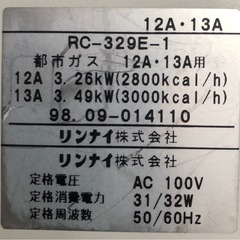 12A・13A
RC-329E-1
都市ガス 12A・13A用
12A 3.26kW(2800kcal/h)
13A 3.49kW(3000kcal/h)
98.09-014110
リンナイ株式会社
リンナイ株式会社
定格電圧 AC 100V
定格消費電力 31/32W
定格周波数 50/60Hz